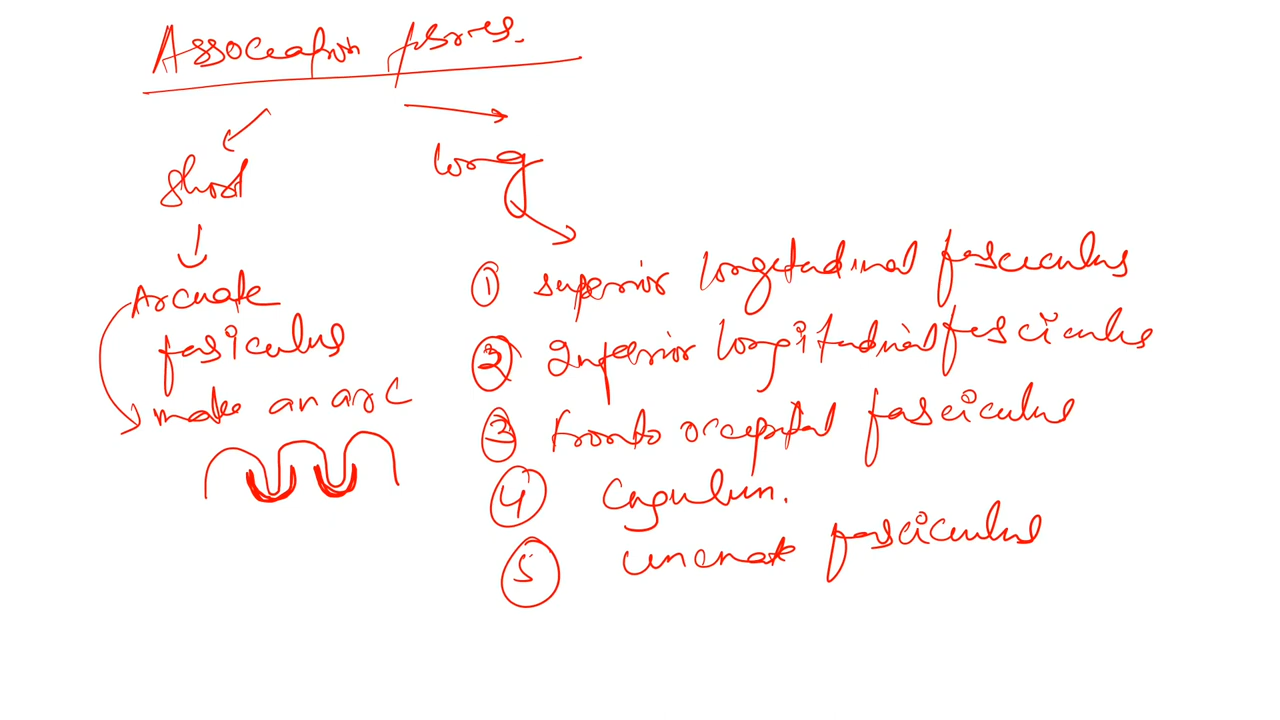 Association fibres.
short
long
Arcuate
fasiculus
make an arc
① superior longitudinal fasciculus
② Inferior longitudinal fasciculus
③ fronto occipital fasciculus
④ Cingulum.
⑤ uncinate fasciculus